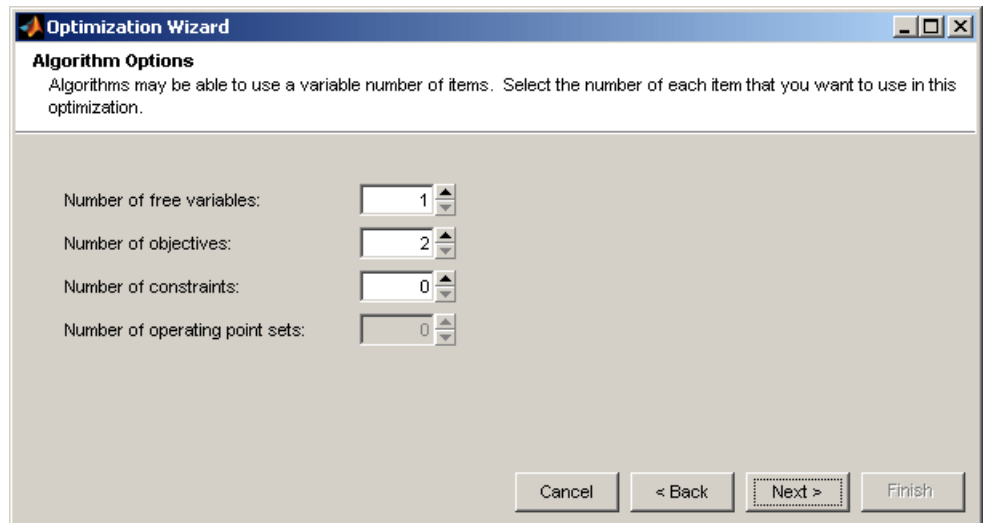 Optimization Wizard
Algorithm Options
Algorithms may be able to use a variable number of items. Select the number of each item that you want to use in this
optimization.
Number of free variables: 1
Number of objectives: 2
Number of constraints: 0
Number of operating point sets: 0
Cancel < Back Next > Finish